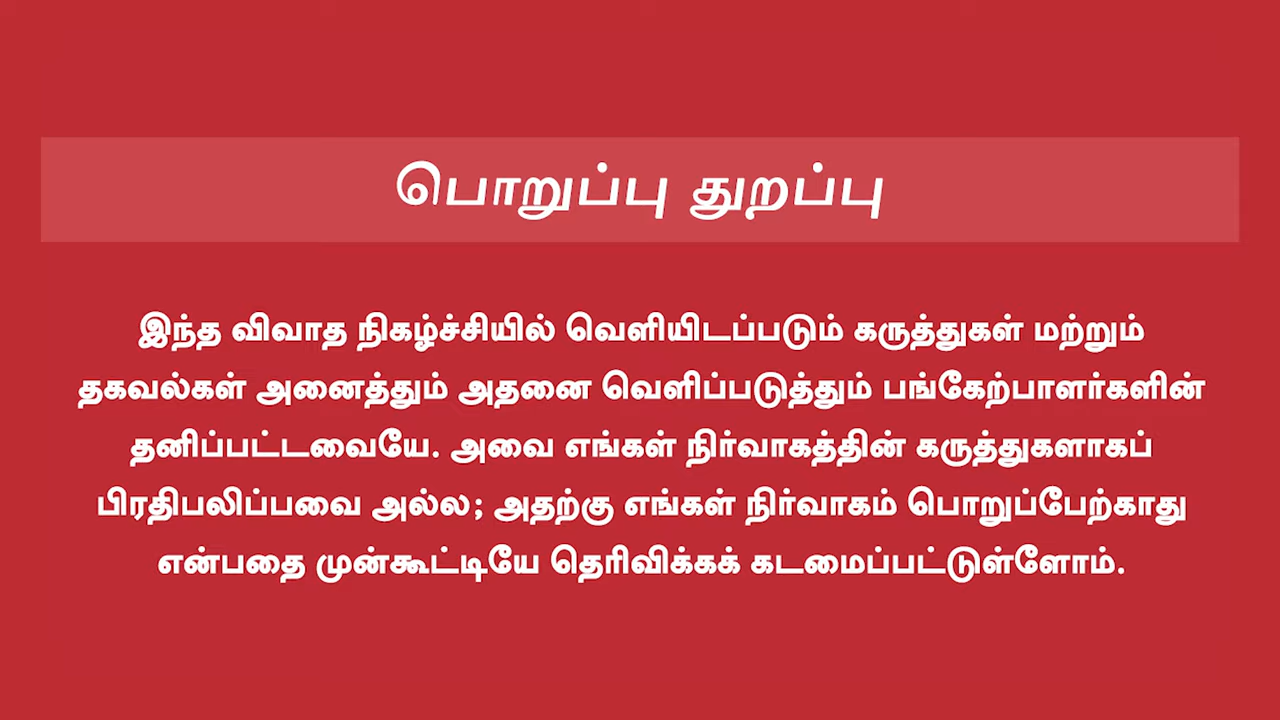 பொறுப்பு துறப்பு
இந்த விவாத நிகழ்ச்சியில் வெளியிடப்படும் கருத்துகள் மற்றும்
தகவல்கள் அனைத்தும் அதனை வெளிப்படுத்தும் பங்கேற்பாளர்களின்
தனிப்பட்டவையே. அவை எங்கள் நிர்வாகத்தின் கருத்துகளாகப்
பிரதிபலிப்பவை அல்ல; அதற்கு எங்கள் நிர்வாகம் பொறுப்பேற்காது
என்பதை முன்கூட்டியே தெரிவிக்கக் கடமைப்பட்டுள்ளோம்.